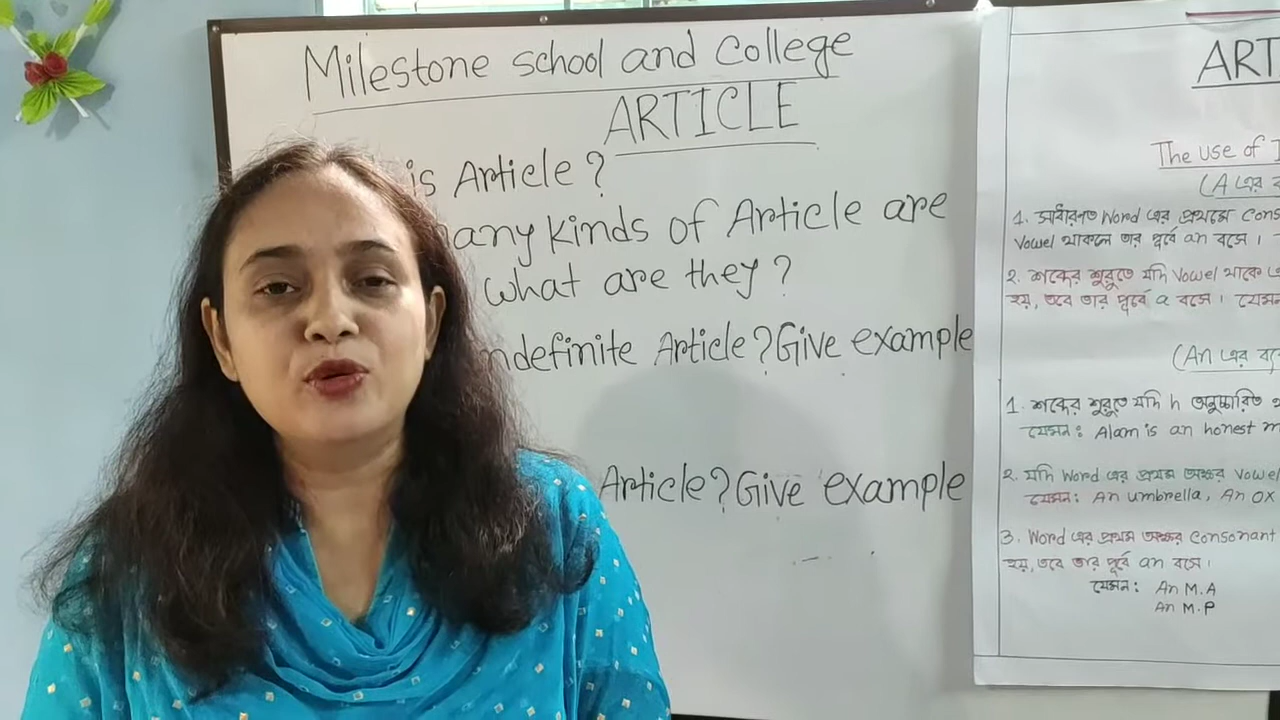 Milestone school and college
ARTICLE
is Article?
many kinds of Article are
what are they?
ndefinite Article? Give example
Article? Give example
ART
The use of I
(A এর ব
1. সাধারণত Word এর প্রথমে Cons
Vowel থাকলে তার পূর্বে an বসে।
২. শব্দের শুরুতে যদি Vowel থাকে এ
হয়, তবে তার পূর্বে a বসে। যেমন
(An এর ব
1. শব্দের শুরুতে যদি h অনুচ্চারিত থ
যেমন: Alam is an honest m
২. যদি Word এর প্রথম অক্ষর Vowel
যেমন: An umbrella, An ox
3. Word এর প্রথম অক্ষর Consonant
হয়, তবে তার পূর্বে an বসে।
যেমন: An M.A
An M.P